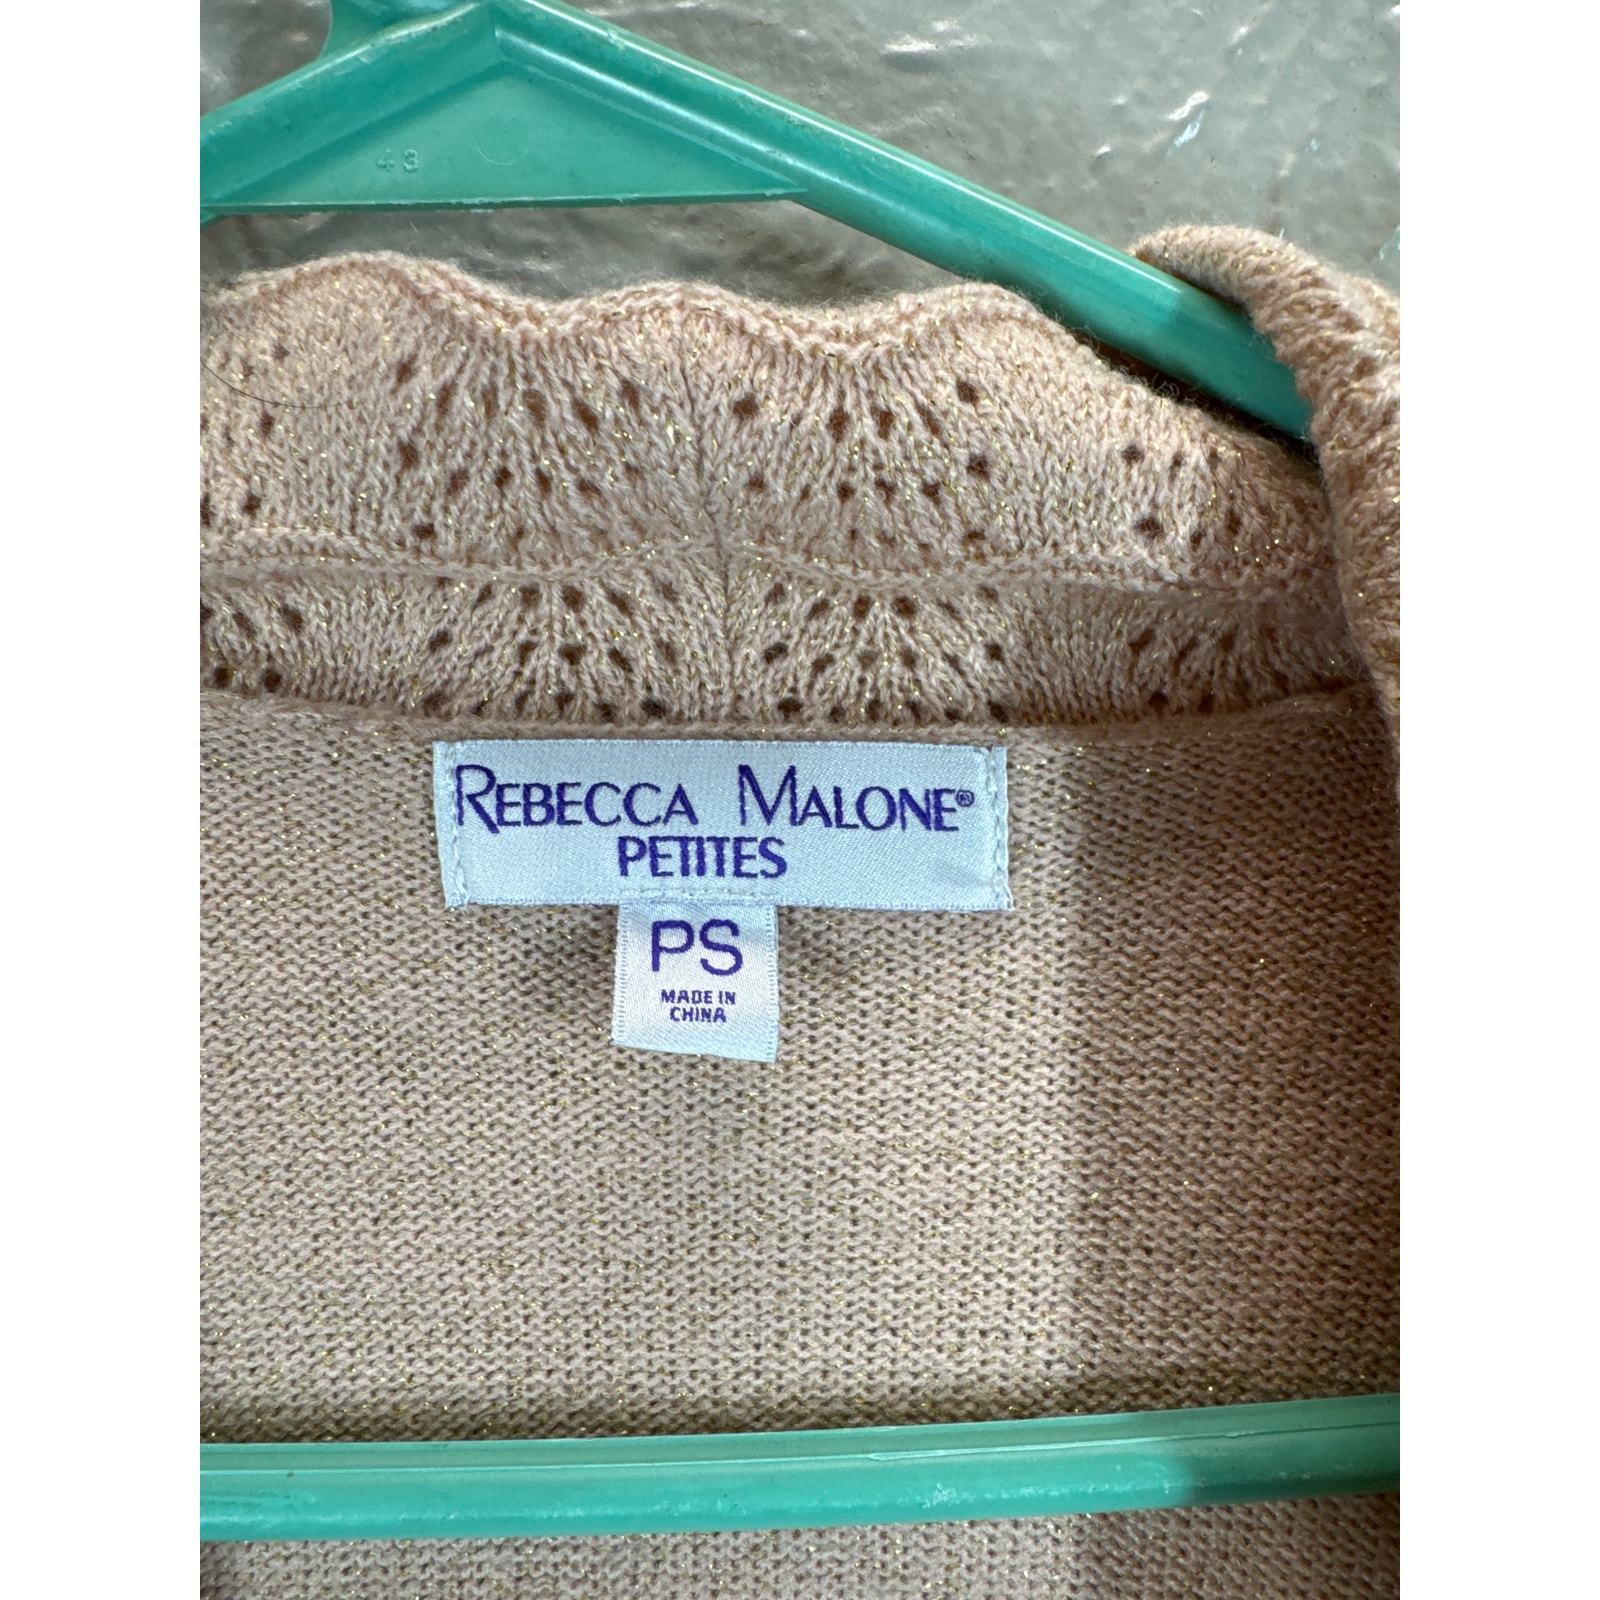 43
REBECCA MALONE®
PETITES
PS
MADE IN
CHINA